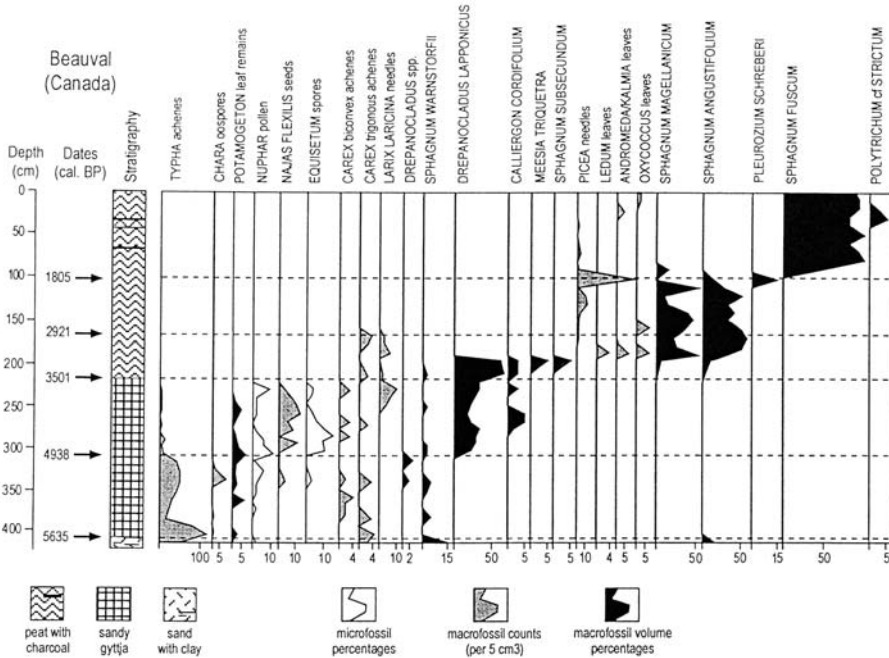 Beauval
(Canada)
Depth
(cm)
Dates
(cal. BP)
Stratigraphy
TYPHA achenes
CHARA oospores
POTAMOGETON leaf remains
NUPHAR pollen
NAJAS FLEXILIS seeds
EQUISETUM spores
CAREX biconvex achenes
CAREX trigonous achenes
LARIX LARICINA needles
DREPANOCLADUS spp.
SPHAGNUM WARNSTORFII
DREPANOCLADUS LAPPONICUS
CALLIERGON CORDIFOLIUM
MEESIA TRIQUETRA
SPHAGNUM SUBSECUNDUM
PICEA needles
LEDUM leaves
ANDROMEDA/KALMIA leaves
OXYCOCCUS leaves
SPHAGNUM MAGELLANICUM
SPHAGNUM ANGUSTIFOLIUM
PLEUROZIUM SCHREBERI
SPHAGNUM FUSCUM
POLYTRICHUM cf STRICTUM
0
50
100
150
200
250
300
350
400
1805
2921
3501
4938
5635
100 5 5 10 10 10 4 4 10 2 15 50 5 5 5 10 4 5 5 50 50 15 50 5
peat with
charcoal
sandy
gyttja
sand
with clay
microfossil
percentages
macrofossil counts
(per 5 cm3)
macrofossil volume
percentages